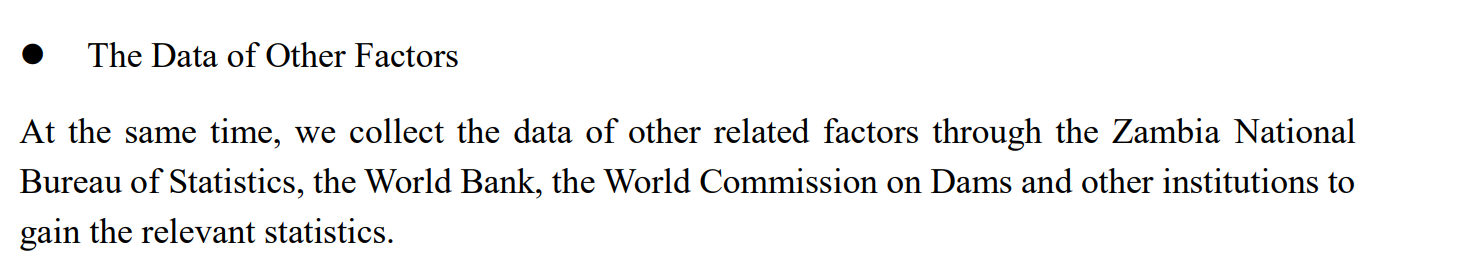 ● The Data of Other Factors
At the same time, we collect the data of other related factors through the Zambia National
Bureau of Statistics, the World Bank, the World Commission on Dams and other institutions to
gain the relevant statistics.